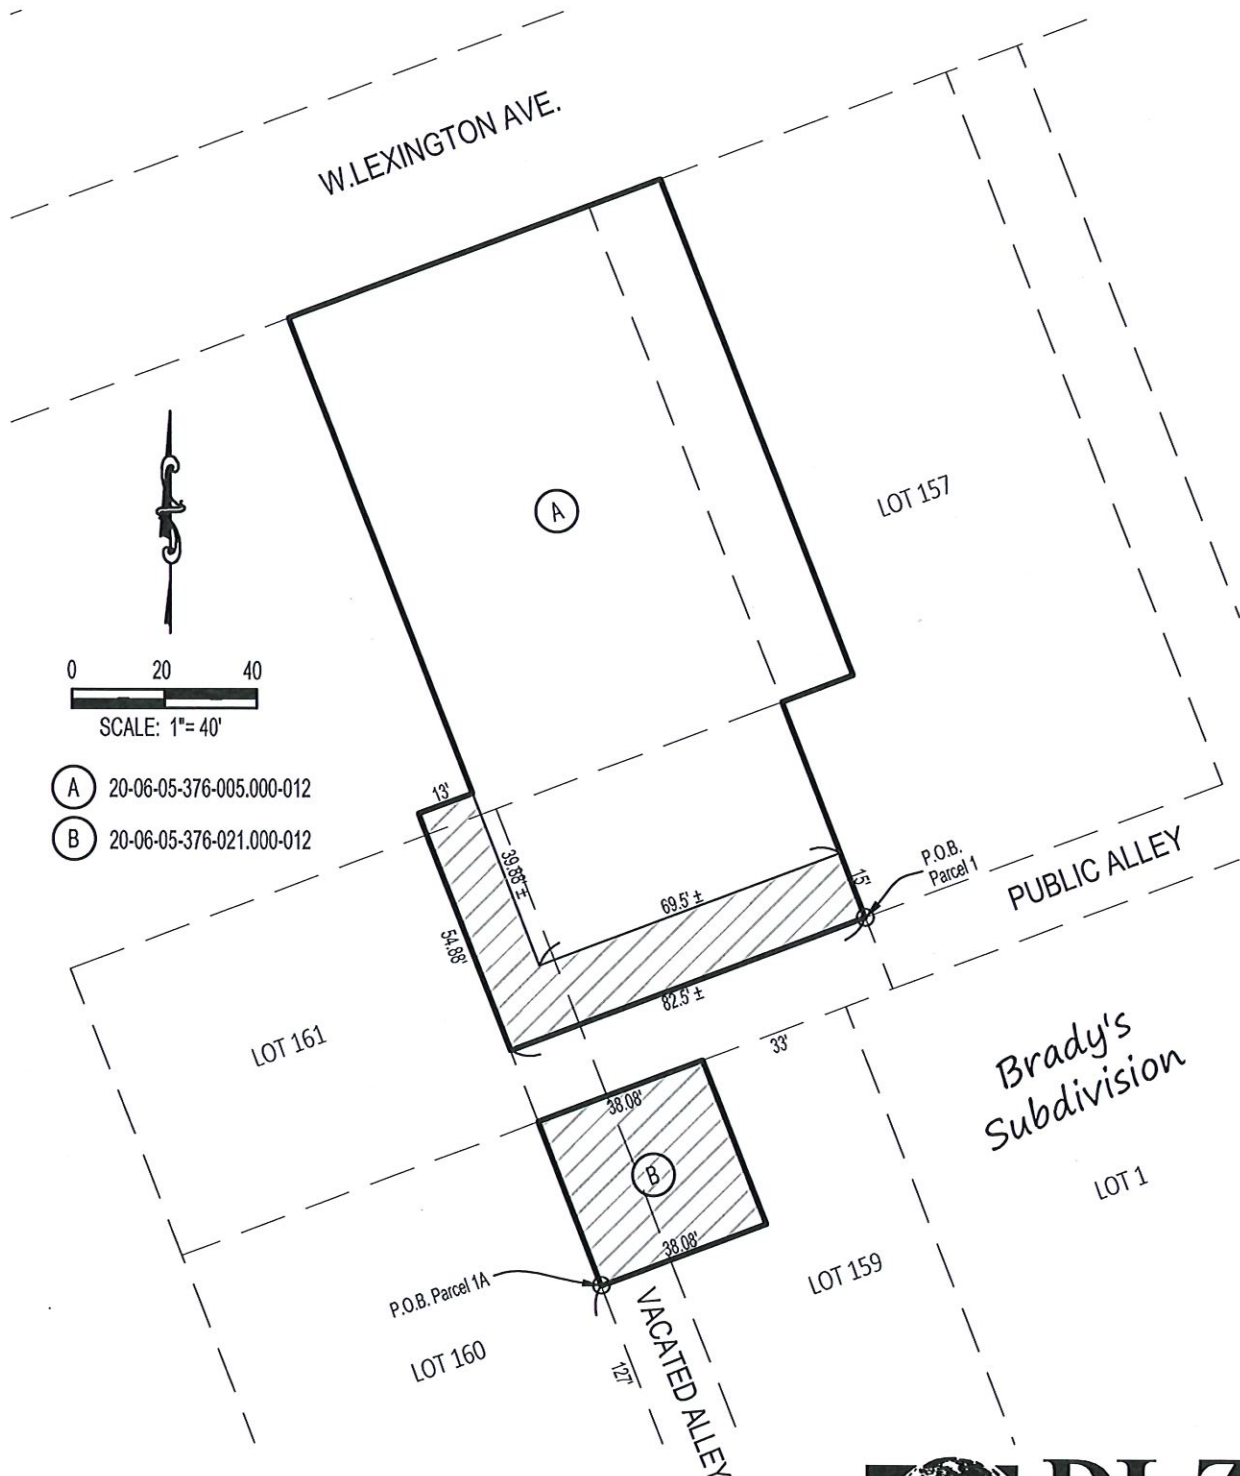 W.LEXINGTON AVE.
LOT 157
A
0 20 40
SCALE: 1"= 40'
A 20-06-05-376-005.000-012
B 20-06-05-376-021.000-012
13'
39.88' ±
69.5' ±
15'
P.O.B.
Parcel 1
PUBLIC ALLEY
54.88'
82.5' ±
LOT 161
33'
Brady's
Subdivision
38.08'
B
LOT 1
38.08'
P.O.B. Parcel 1A
LOT 159
LOT 160
127'
VACATED ALLEY